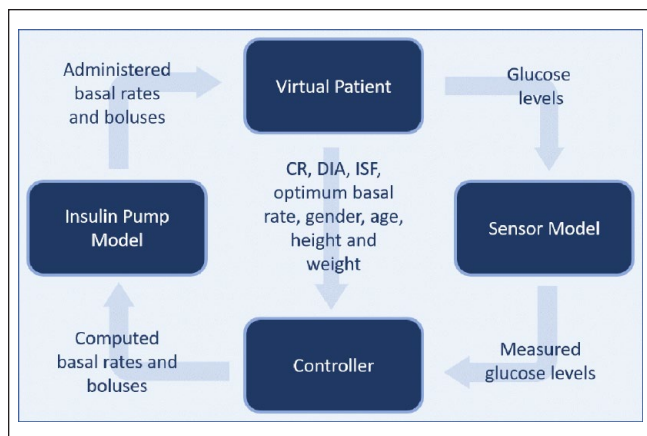 Administered
basal rates
and boluses
Virtual Patient
Glucose
levels
CR, DIA, ISF,
optimum basal
rate, gender, age,
height and
weight
Insulin Pump
Model
Sensor Model
Computed
basal rates and
boluses
Controller
Measured
glucose levels